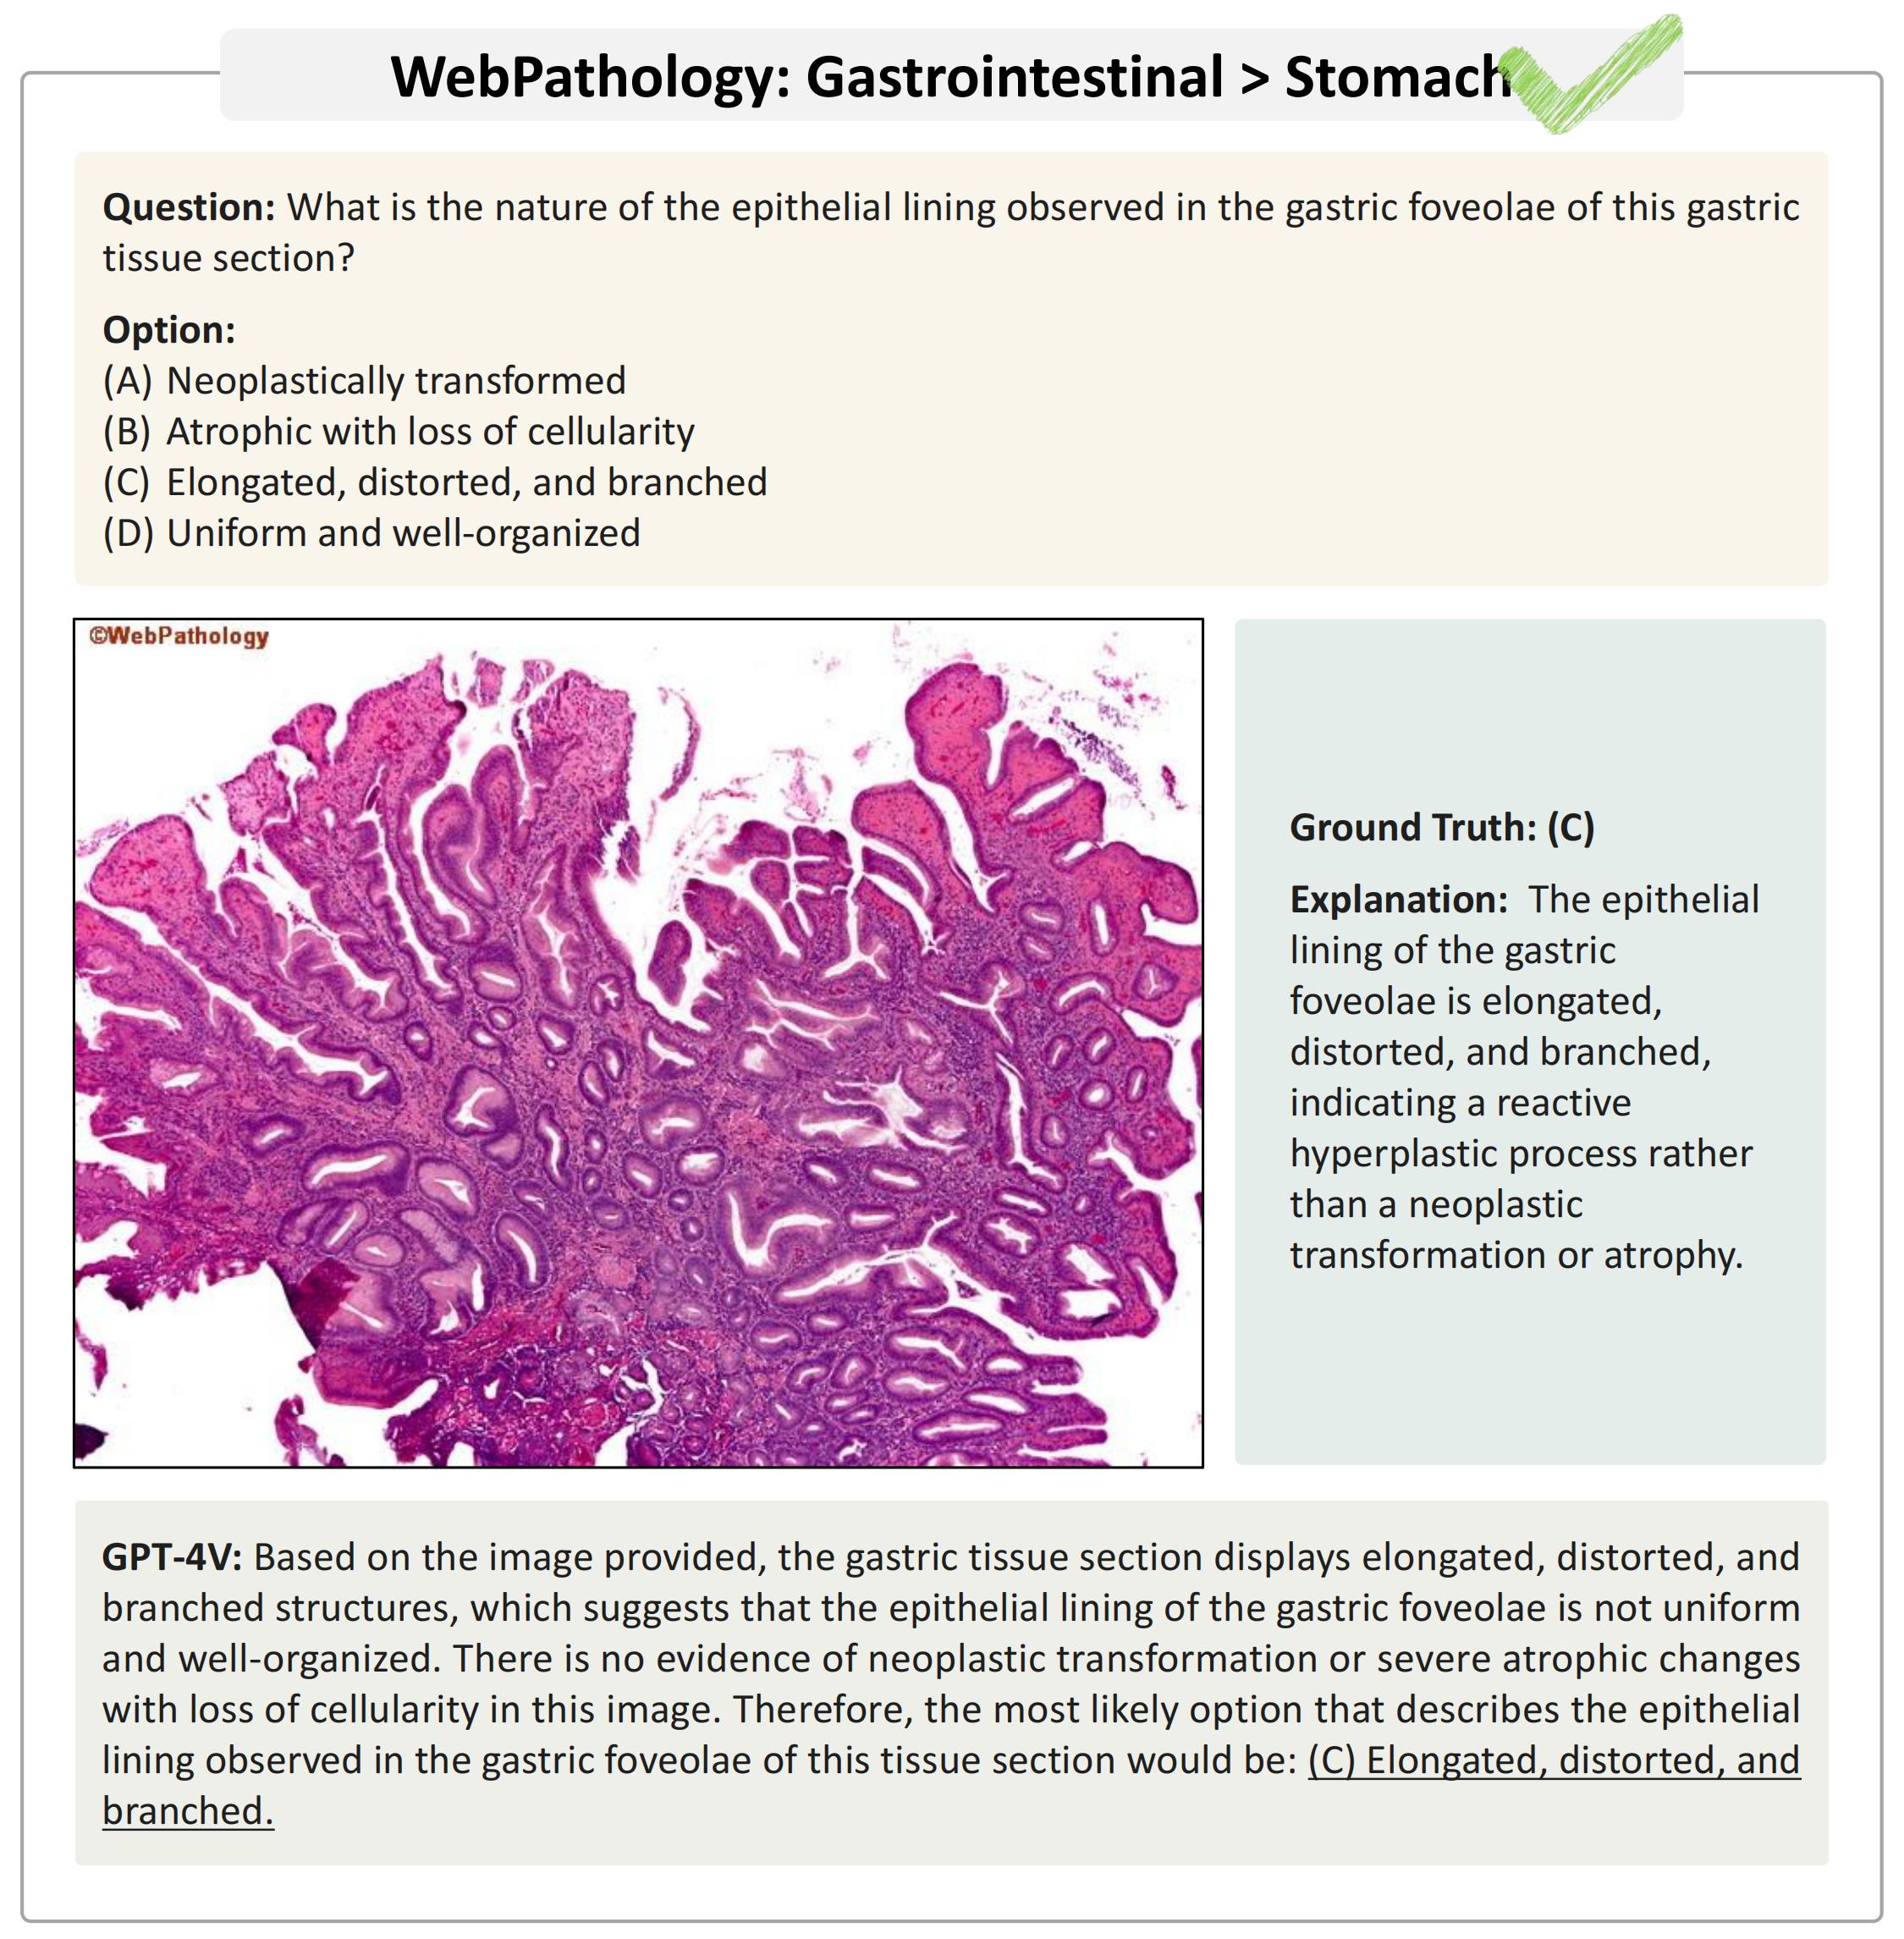 WebPathology: Gastrointestinal > Stomach
Question: What is the nature of the epithelial lining observed in the gastric foveolae of this gastric
tissue section?
Option:
(A) Neoplastically transformed
(B) Atrophic with loss of cellularity
(C) Elongated, distorted, and branched
(D) Uniform and well-organized
©WebPathology
Ground Truth: (C)
Explanation: The epithelial
lining of the gastric
foveolae is elongated,
distorted, and branched,
indicating a reactive
hyperplastic process rather
than a neoplastic
transformation or atrophy.
GPT-4V: Based on the image provided, the gastric tissue section displays elongated, distorted, and
branched structures, which suggests that the epithelial lining of the gastric foveolae is not uniform
and well-organized. There is no evidence of neoplastic transformation or severe atrophic changes
with loss of cellularity in this image. Therefore, the most likely option that describes the epithelial
lining observed in the gastric foveolae of this tissue section would be: (C) Elongated, distorted, and
branched.